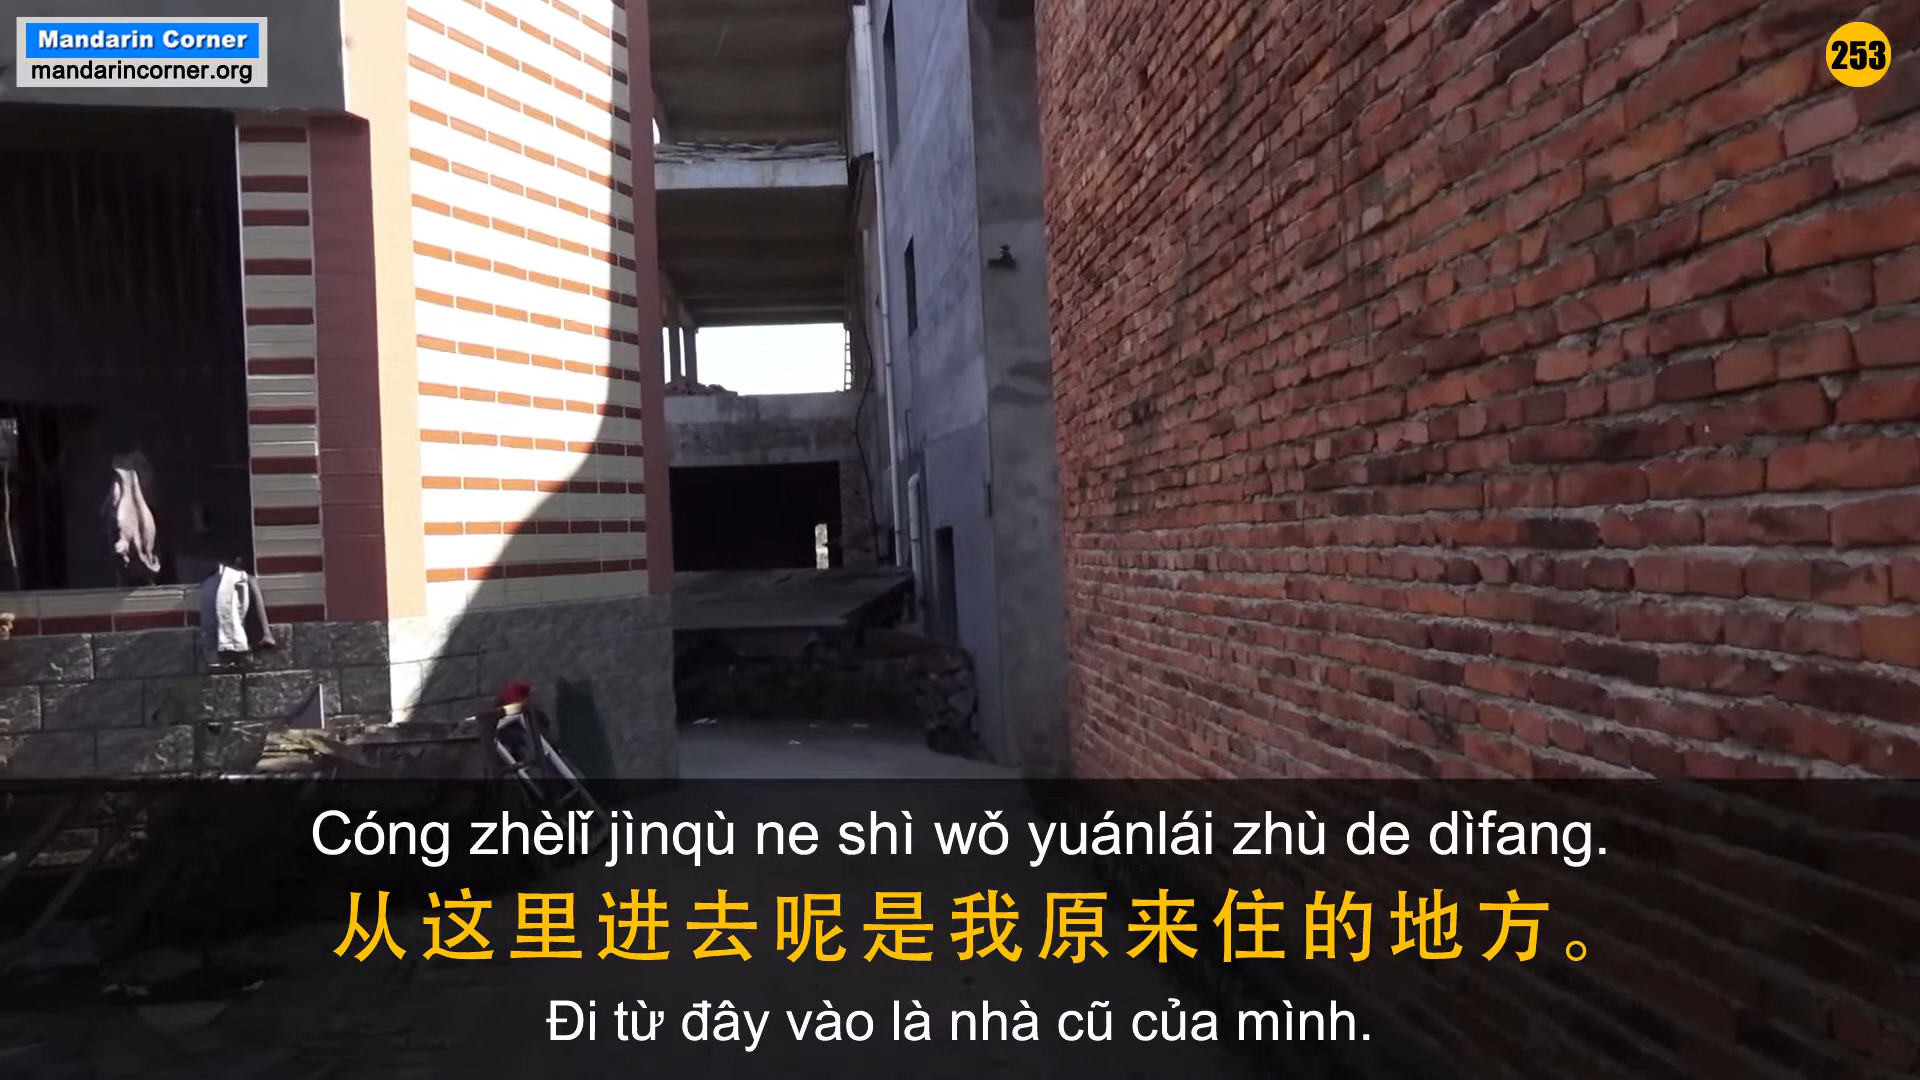 Mandarin Corner
mandarincorner.org
253
Cóng zhèlǐ jìnqù ne shì wǒ yuánlái zhù de dìfang.
从这里进去呢是我原来住的地方。
Đi từ đây vào là nhà cũ của mình.